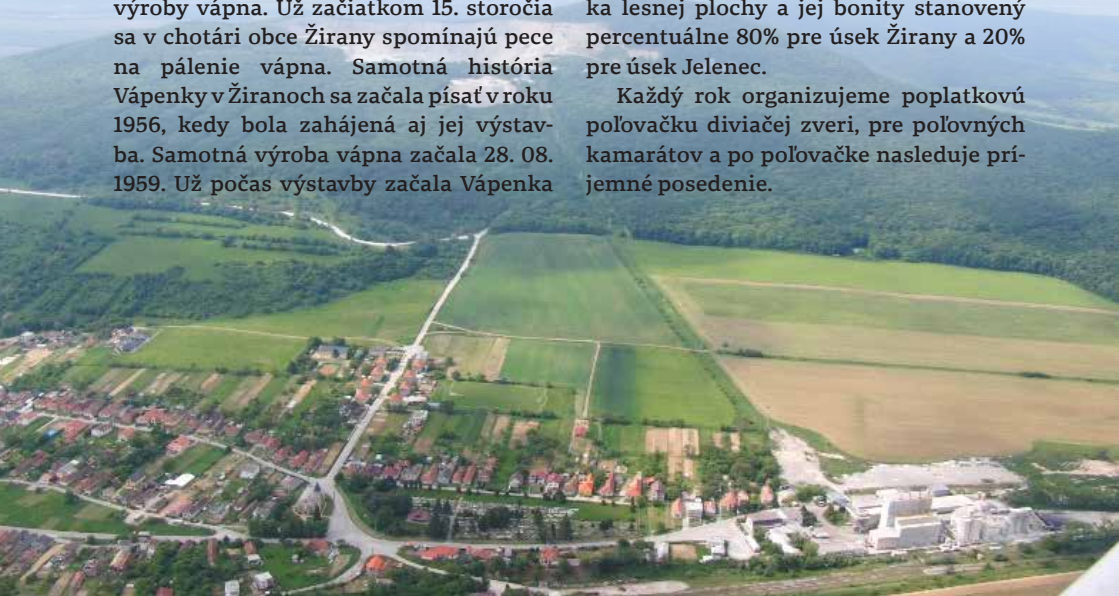 výroby vápna. Už začiatkom 15. storočia
sa v chotári obce Žirany spomínajú pece
na pálenie vápna. Samotná história
Vápenky v Žiranoch sa začala písať v roku
1956, kedy bola zahájená aj jej výstav-
ba. Samotná výroba vápna začala 28. 08.
1959. Už počas výstavby začala Vápenka
ka lesnej plochy a jej bonity stanovený
percentuálne 80% pre úsek Žirany a 20%
pre úsek Jelenec.
Každý rok organizujeme poplatkovú
poľovačku diviačej zveri, pre poľovných
kamarátov a po poľovačke nasleduje prí-
jemné posedenie.